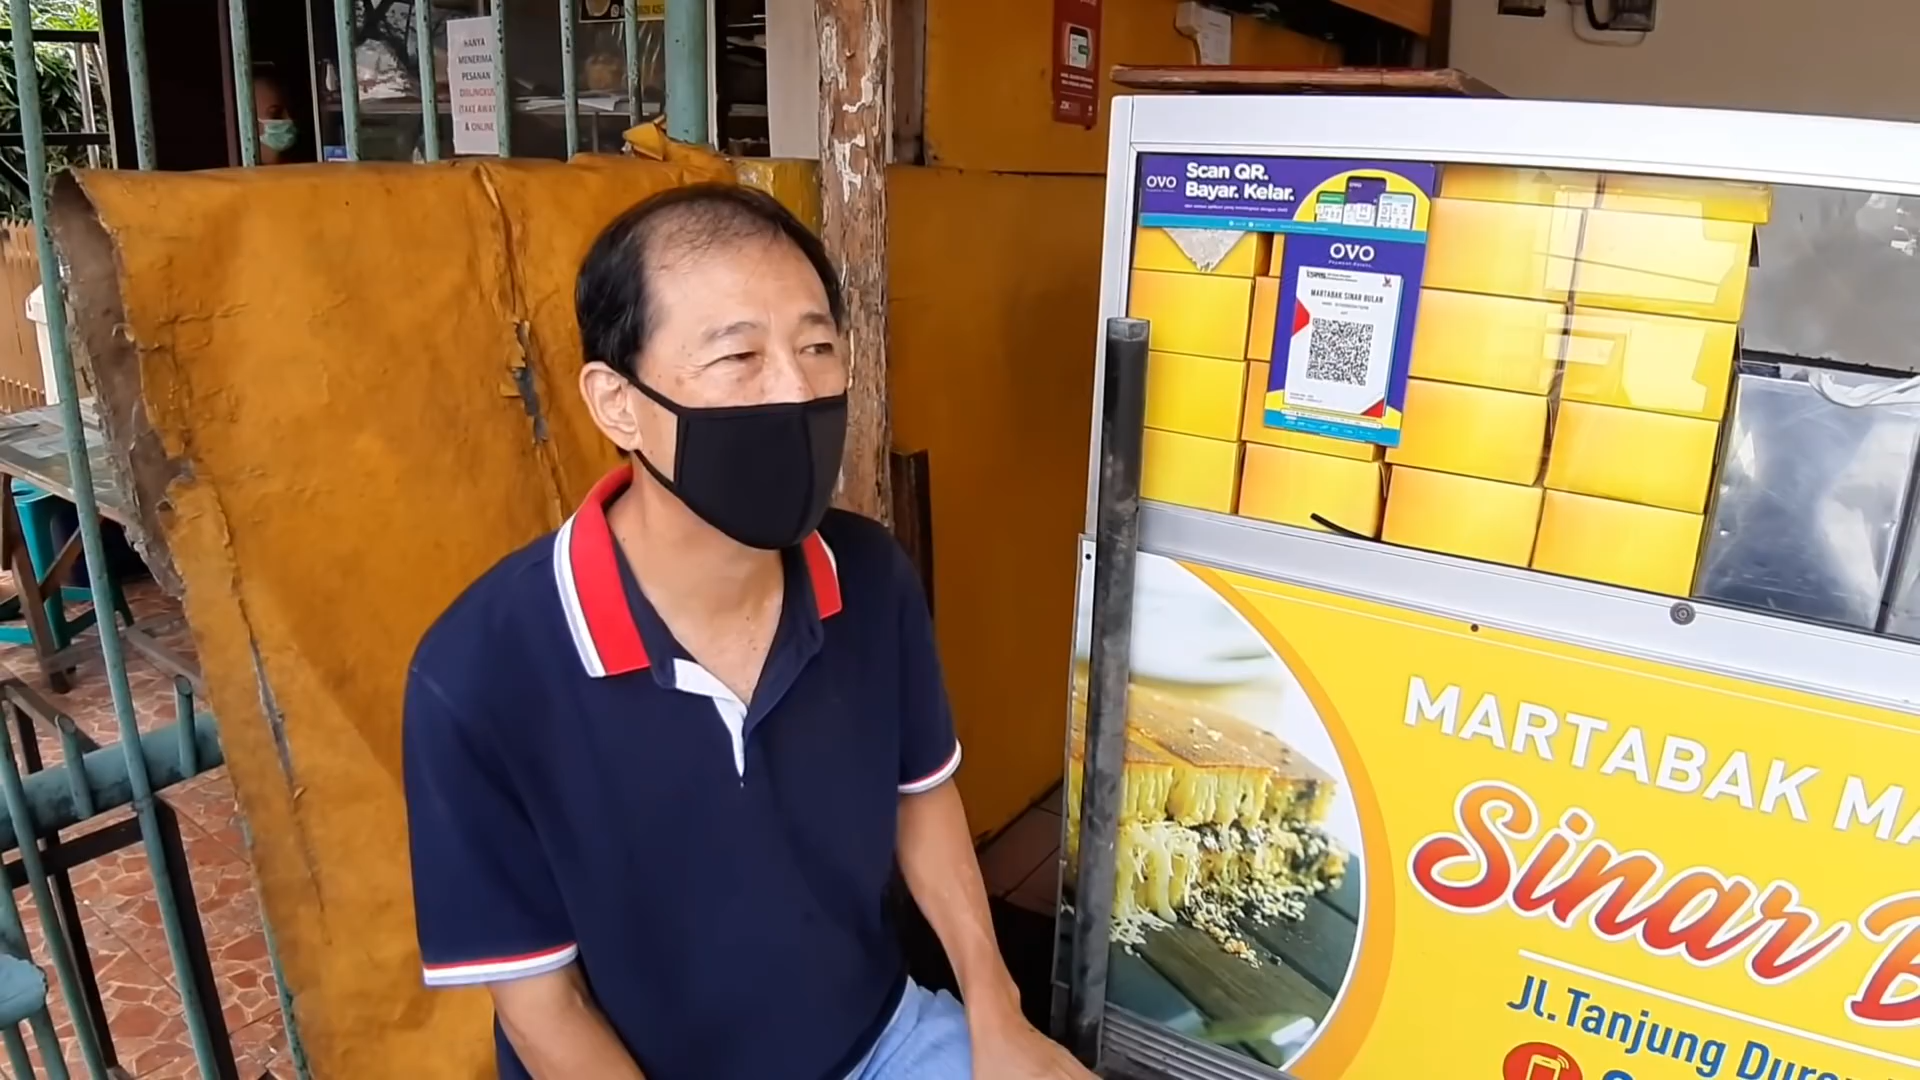 HANYA
MENERIMA
PESANAN
DIBUNGKUS
(TAKE AWAY
& ONLINE
OVO
Scan QR.
Bayar. Kelar.
OVO
MARTABAK SINAR BULAN
MARTABAK MA
Sinar B
Jl. Tanjung Dure